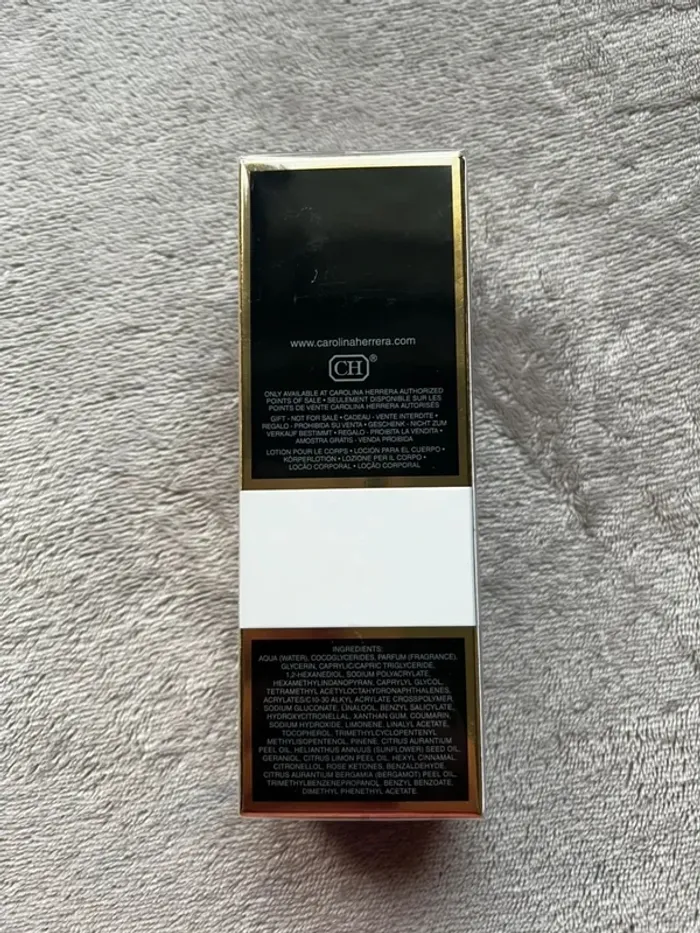 www.carolinaherrera.com
CH®
ONLY AVAILABLE AT CAROLINA HERRERA AUTHORIZED
POINTS OF SALE • SEULEMENT DISPONIBLE SUR LES
POINTS DE VENTE CAROLINA HERRERA AUTORISÉS
GIFT - NOT FOR SALE • CADEAU - VENTE INTERDITE •
REGALO - PROHIBIDA SU VENTA • GESCHENK - NICHT ZUM
VERKAUF BESTIMMT • REGALO - PROIBITA LA VENDITA •
AMOSTRA GRATIS - VENDA PROIBIDA
LOTION POUR LE CORPS • LOCIÓN PARA EL CUERPO •
KÖRPERLOTION • LOZIONE PER IL CORPO •
LOCÃO CORPORAL • LOÇÃO CORPORAL
INGREDIENTS:
AQUA (WATER), COCOGLYCERIDES, PARFUM (FRAGRANCE),
GLYCERIN, CAPRYLIC/CAPRIC TRIGLYCERIDE,
1,2-HEXANEDIOL, SODIUM POLYACRYLATE,
HEXAMETHYLINDANOPYRAN, CAPRYLYL GLYCOL,
TETRAMETHYL ACETYLOCTAHYDRONAPHTHALENES,
ACRYLATES/C10-30 ALKYL ACRYLATE CROSSPOLYMER,
SODIUM GLUCONATE, LINALOOL, BENZYL SALICYLATE,
HYDROXYCITRONELLAL, XANTHAN GUM, COUMARIN,
SODIUM HYDROXIDE, LIMONENE, LINALYL ACETATE,
TOCOPHEROL, TRIMETHYLCYCLOPENTENYL
METHYLISOPENTENOL, PINENE, CITRUS AURANTIUM
PEEL OIL, HELIANTHUS ANNUUS (SUNFLOWER) SEED OIL,
GERANIOL, CITRUS LIMON PEEL OIL, HEXYL CINNAMAL,
CITRONELLOL, ROSE KETONES, BENZALDEHYDE,
CITRUS AURANTIUM BERGAMIA (BERGAMOT) PEEL OIL,
TRIMETHYLBENZENEPROPANOL, BENZYL BENZOATE,
DIMETHYL PHENETHYL ACETATE.